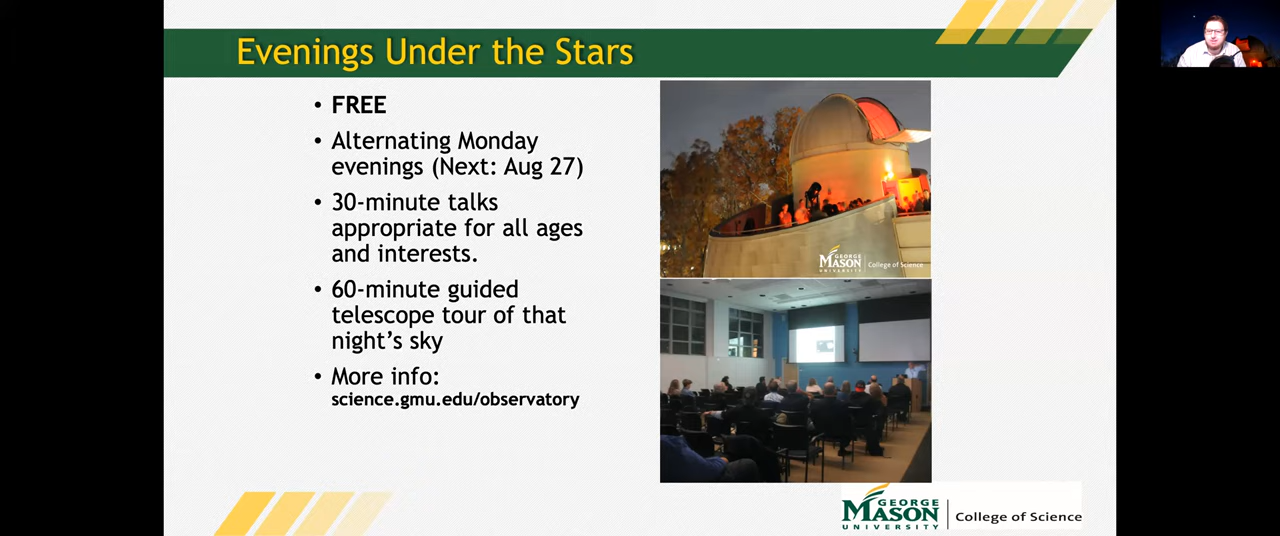 Evenings Under the Stars
• FREE
• Alternating Monday
evenings (Next: Aug 27)
• 30-minute talks
appropriate for all ages
and interests.
• 60-minute guided
telescope tour of that
night's sky
• More info:
science.gmu.edu/observatory
GEORGE
MASON
UNIVERSITY
College of Science
GEORGE
MASON
UNIVERSITY
College of Science